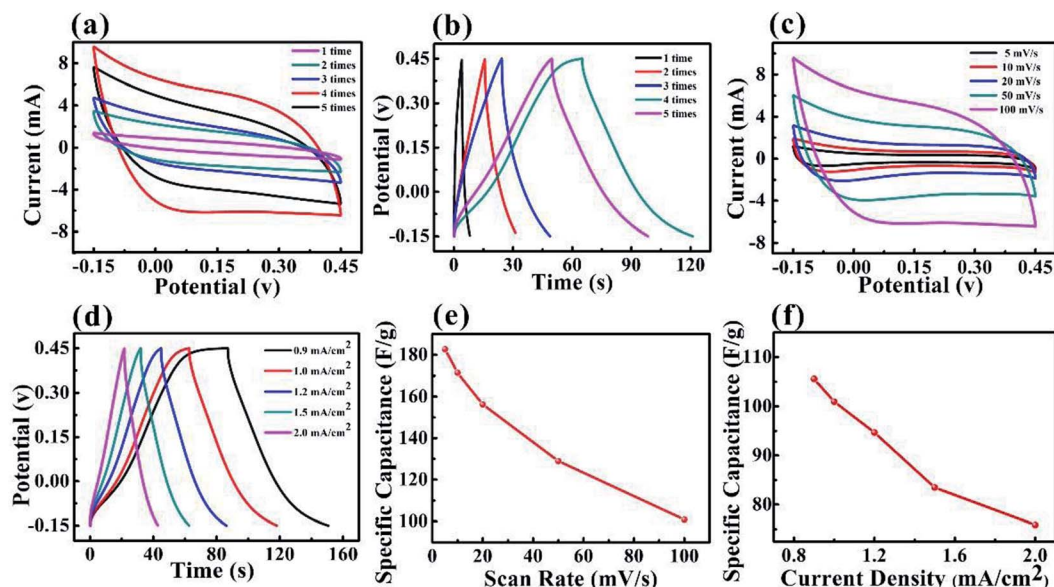 (a)
Current (mA)
8
4
0
-4
-8
-0.15 0.00 0.15 0.30 0.45
Potential (v)
1 time
2 times
3 times
4 times
5 times
(b)
Potential (v)
0.45
0.30
0.15
0.00
-0.15
0 30 60 90 120
Time (s)
1 time
2 times
3 times
4 times
5 times
(c)
Current (mA)
8
4
0
-4
-8
-0.15 0.00 0.15 0.30 0.45
Potential (v)
5 mV/s
10 mV/s
20 mV/s
50 mV/s
100 mV/s
(d)
Potential (v)
0.45
0.30
0.15
0.00
-0.15
0 40 80 120 160
Time (s)
0.9 mA/cm²
1.0 mA/cm²
1.2 mA/cm²
1.5 mA/cm²
2.0 mA/cm²
(e)
Specific Capacitance (F/g)
180
160
140
120
100
0 20 40 60 80 100
Scan Rate (mV/s)
(f)
Specific Capacitance (F/g)
110
100
90
80
70
0.8 1.2 1.6 2.0
Current Density (mA/cm²)